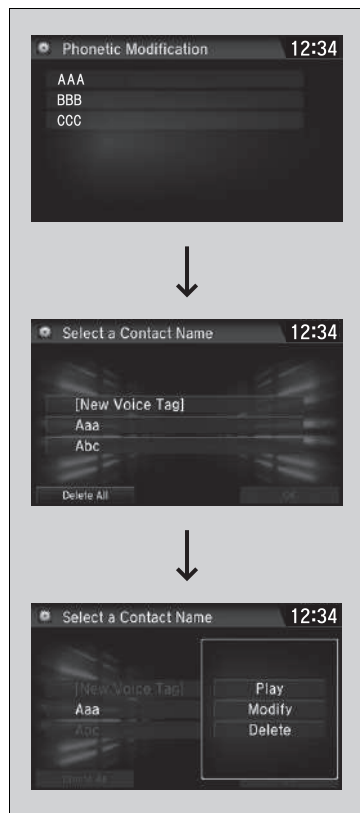 Phonetic Modification 12:34
AAA
BBB
CCC
Select a Contact Name 12:34
[New Voice Tag]
Aaa
Abc
Delete All OK
Select a Contact Name 12:34
[New Voice Tag]
Aaa
Abc
Play
Modify
Delete
Delete All